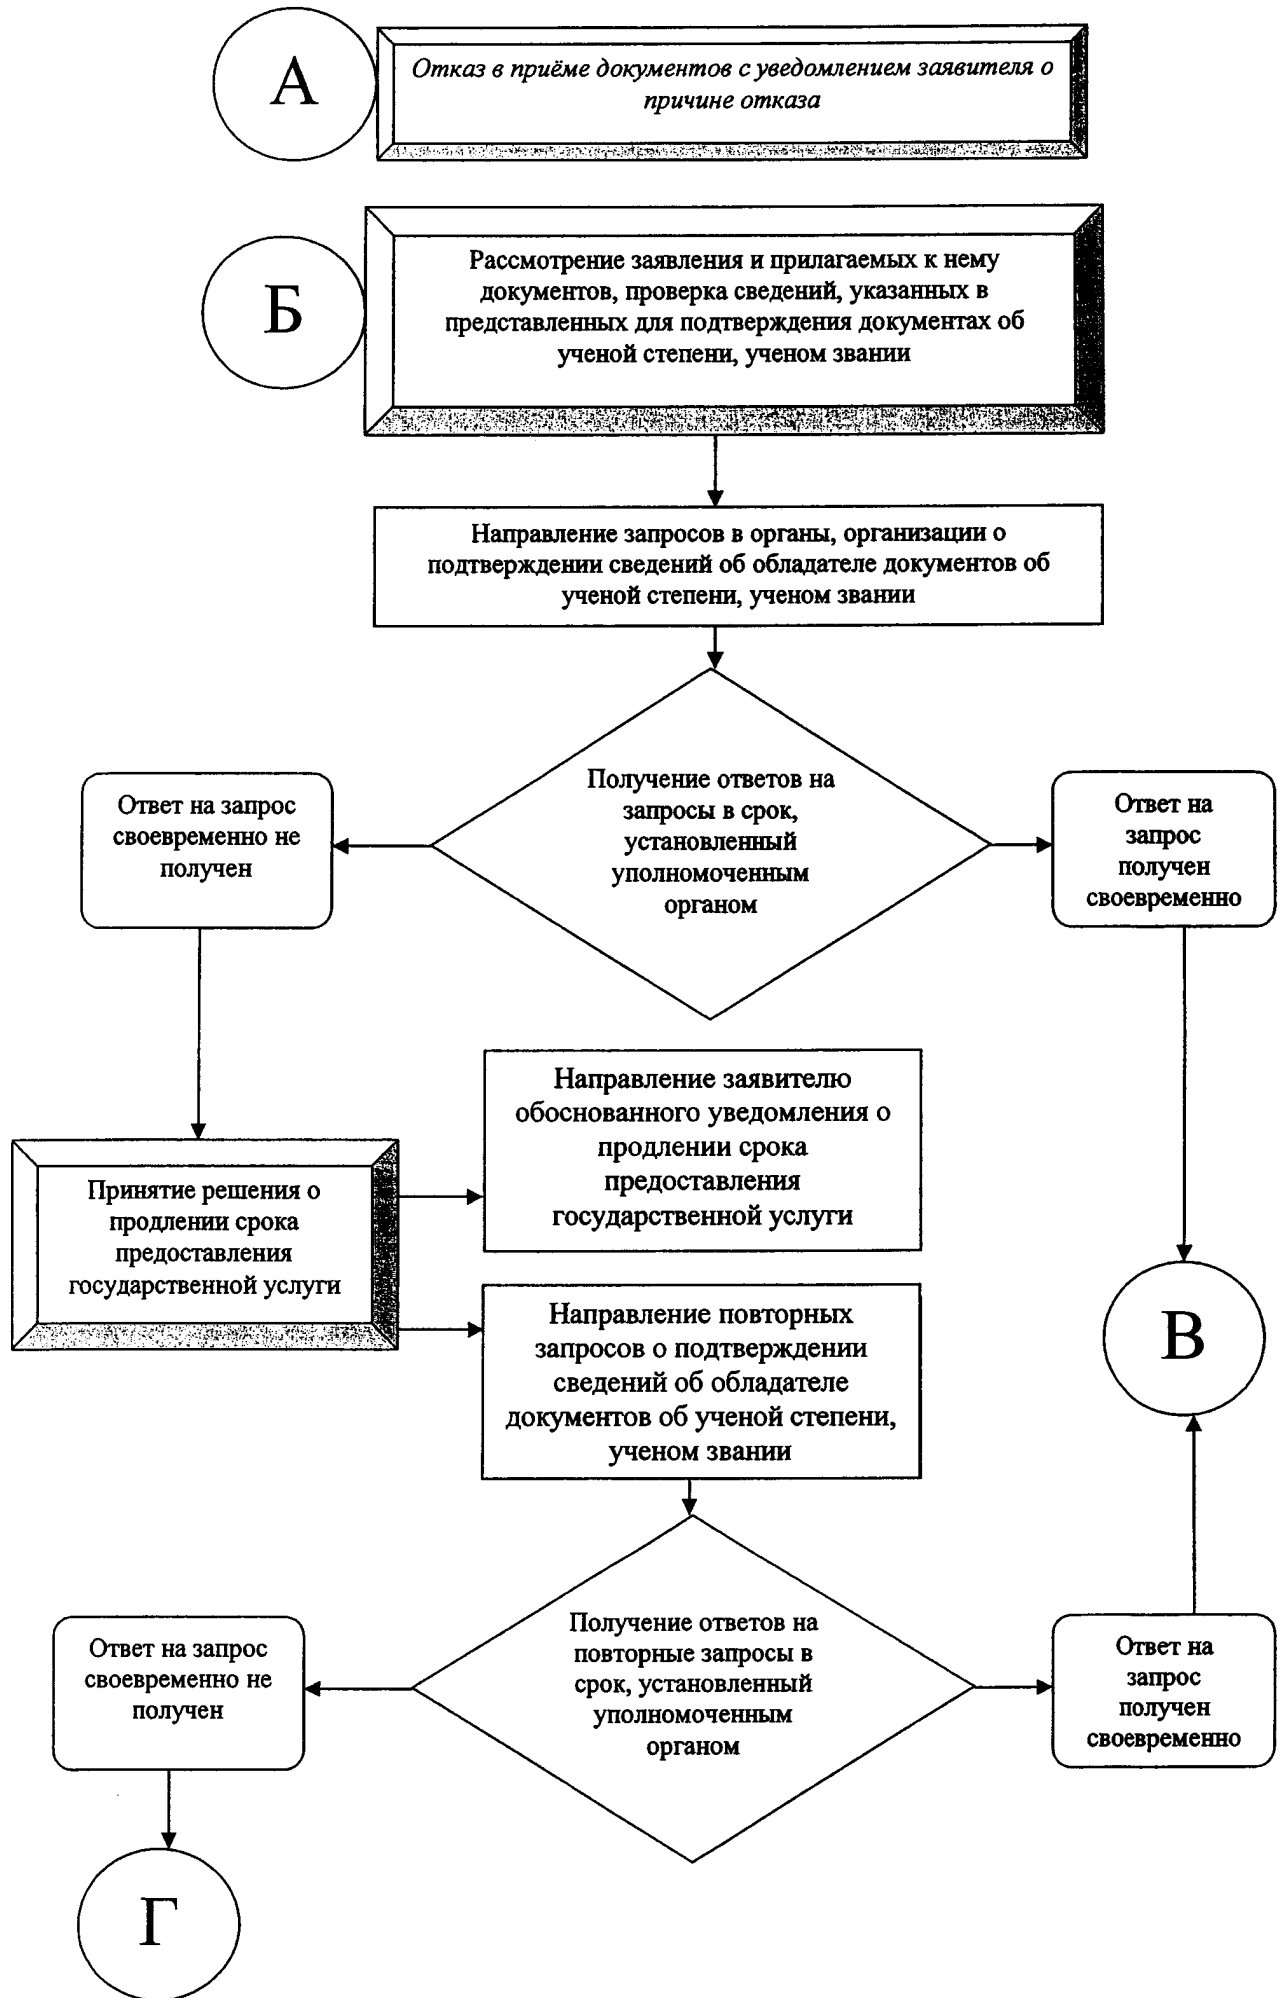 А
Отказ в приёме документов с уведомлением заявителя о
причине отказа
Б
Рассмотрение заявления и прилагаемых к нему
документов, проверка сведений, указанных в
представленных для подтверждения документах об
ученой степени, ученом звании
Направление запросов в органы, организации о
подтверждении сведений об обладателе документов об
ученой степени, ученом звании
Получение ответов на
запросы в срок,
установленный
уполномоченным
органом
Ответ на запрос
своевременно не
получен
Ответ на
запрос
получен
своевременно
Направление заявителю
обоснованного уведомления о
продлении срока
предоставления
государственной услуги
Принятие решения о
продлении срока
предоставления
государственной услуги
Направление повторных
запросов о подтверждении
сведений об обладателе
документов об ученой степени,
ученом звании
В
Получение ответов на
повторные запросы в
срок, установленный
уполномоченным
органом
Ответ на запрос
своевременно не
получен
Ответ на
запрос
получен
своевременно
Г